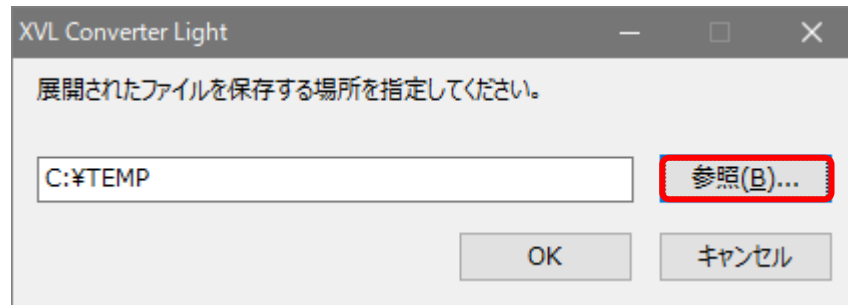 XVL Converter Light
展開されたファイルを保存する場所を指定してください。
C:¥TEMP
参照(B)...
OK
キャンセル